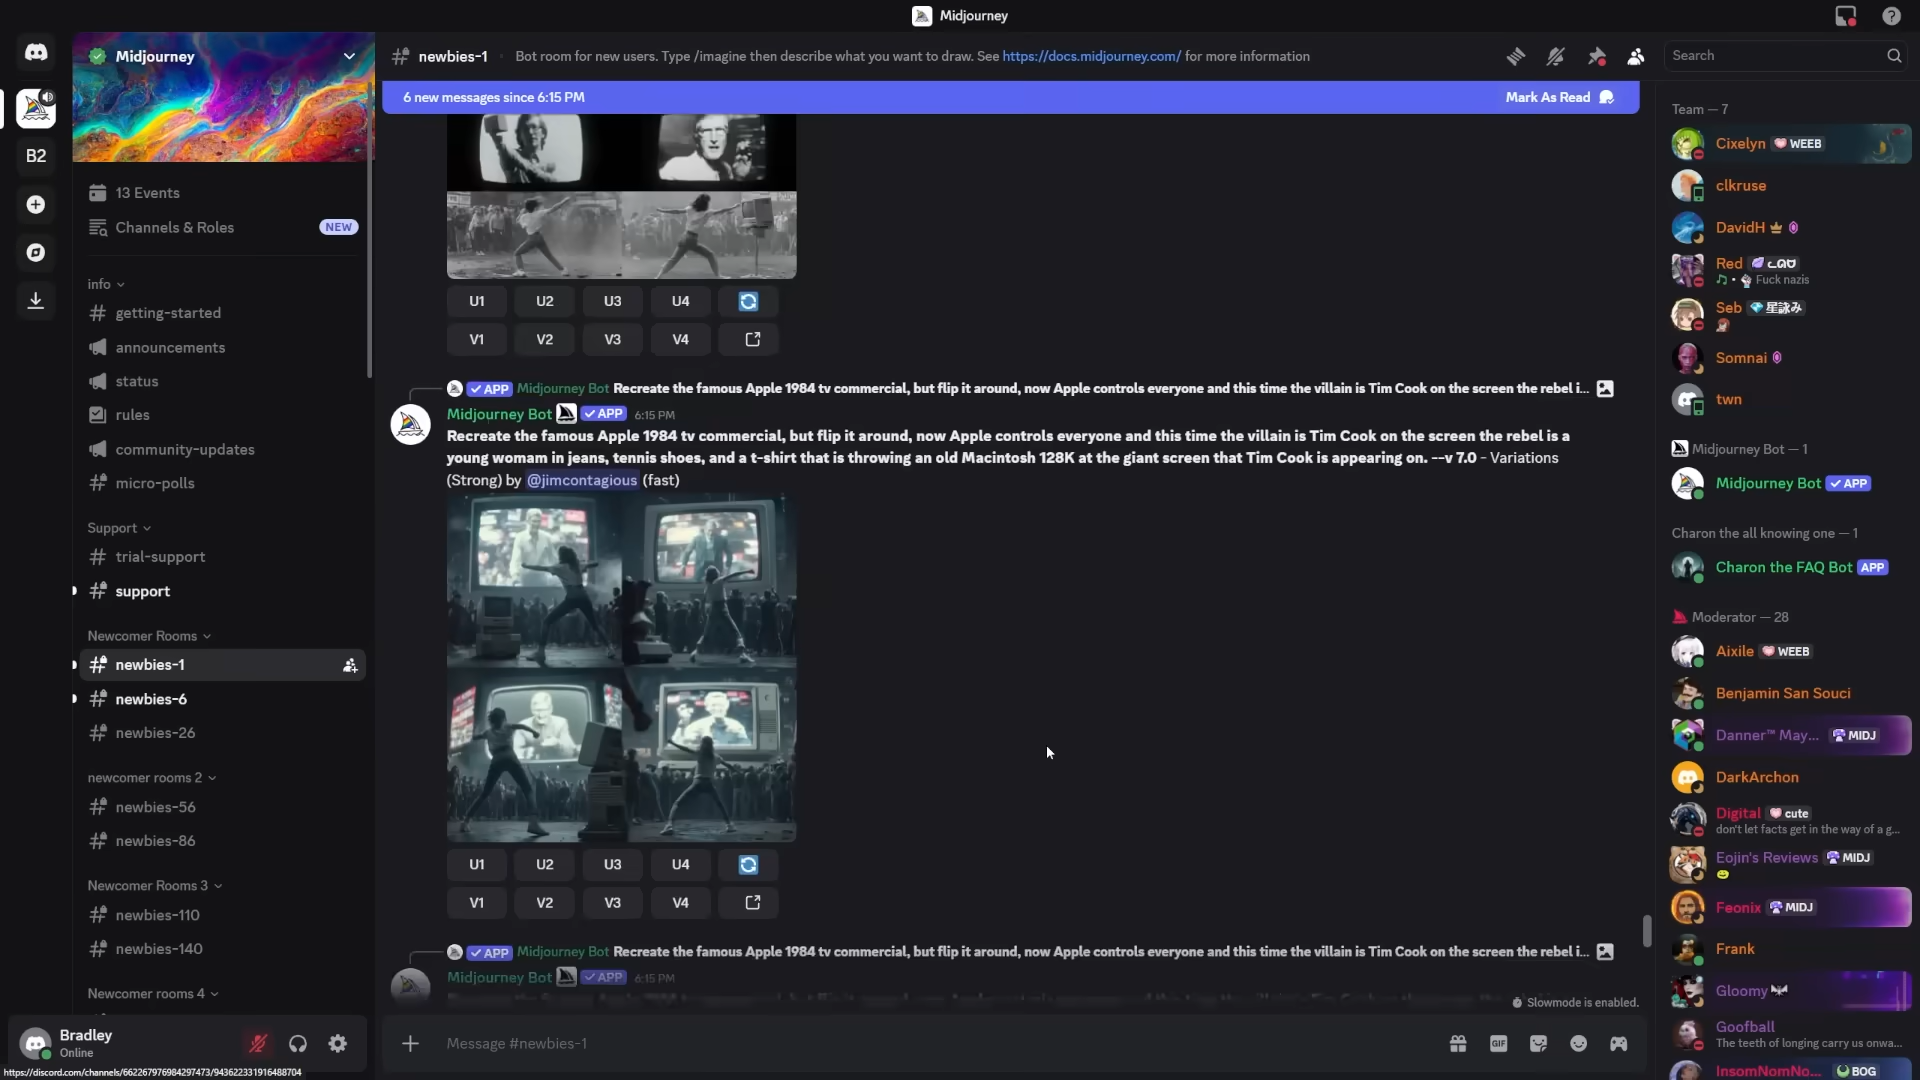 Midjourney
Midjourney
13 Events
Channels & Roles NEW
info
getting-started
announcements
status
rules
community-updates
micro-polls
Support
trial-support
support
Newcomer Rooms
newbies-1
newbies-6
newbies-26
newcomer rooms 2
newbies-56
newbies-86
Newcomer Rooms 3
newbies-110
newbies-140
Newcomer rooms 4
B2
Bradley
Online
https://discord.com/channels/662267976984297473/943622331916488704
newbies-1 Bot room for new users. Type /imagine then describe what you want to draw. See https://docs.midjourney.com/ for more information
Search
6 new messages since 6:15 PM Mark As Read
U1 U2 U3 U4
V1 V2 V3 V4
APP Midjourney Bot Recreate the famous Apple 1984 tv commercial, but flip it around, now Apple controls everyone and this time the villain is Tim Cook on the screen the rebel i...
Midjourney Bot APP 6:15 PM
Recreate the famous Apple 1984 tv commercial, but flip it around, now Apple controls everyone and this time the villain is Tim Cook on the screen the rebel is a
young womam in jeans, tennis shoes, and a t-shirt that is throwing an old Macintosh 128K at the giant screen that Tim Cook is appearing on. --v 7.0 - Variations
(Strong) by @jimcontagious (fast)
U1 U2 U3 U4
V1 V2 V3 V4
APP Midjourney Bot Recreate the famous Apple 1984 tv commercial, but flip it around, now Apple controls everyone and this time the villain is Tim Cook on the screen the rebel i...
Midjourney Bot APP 6:15 PM
Slowmode is enabled.
Message #newbies-1
GIF
Team — 7
Cixelyn WEEB
clkruse
DavidH
Red
Fuck nazis
Seb 星詠み
Somnai
twn
Midjourney Bot — 1
Midjourney Bot APP
Charon the all knowing one — 1
Charon the FAQ Bot APP
Moderator — 28
Aixile WEEB
Benjamin San Souci
Danner™ May... MIDJ
DarkArchon
Digital cute
don't let facts get in the way of a g...
Eojin's Reviews MIDJ
Feonix MIDJ
Frank
Gloomy
Goofball
The teeth of longing carry us onwa...
InsomNomNo... BOG